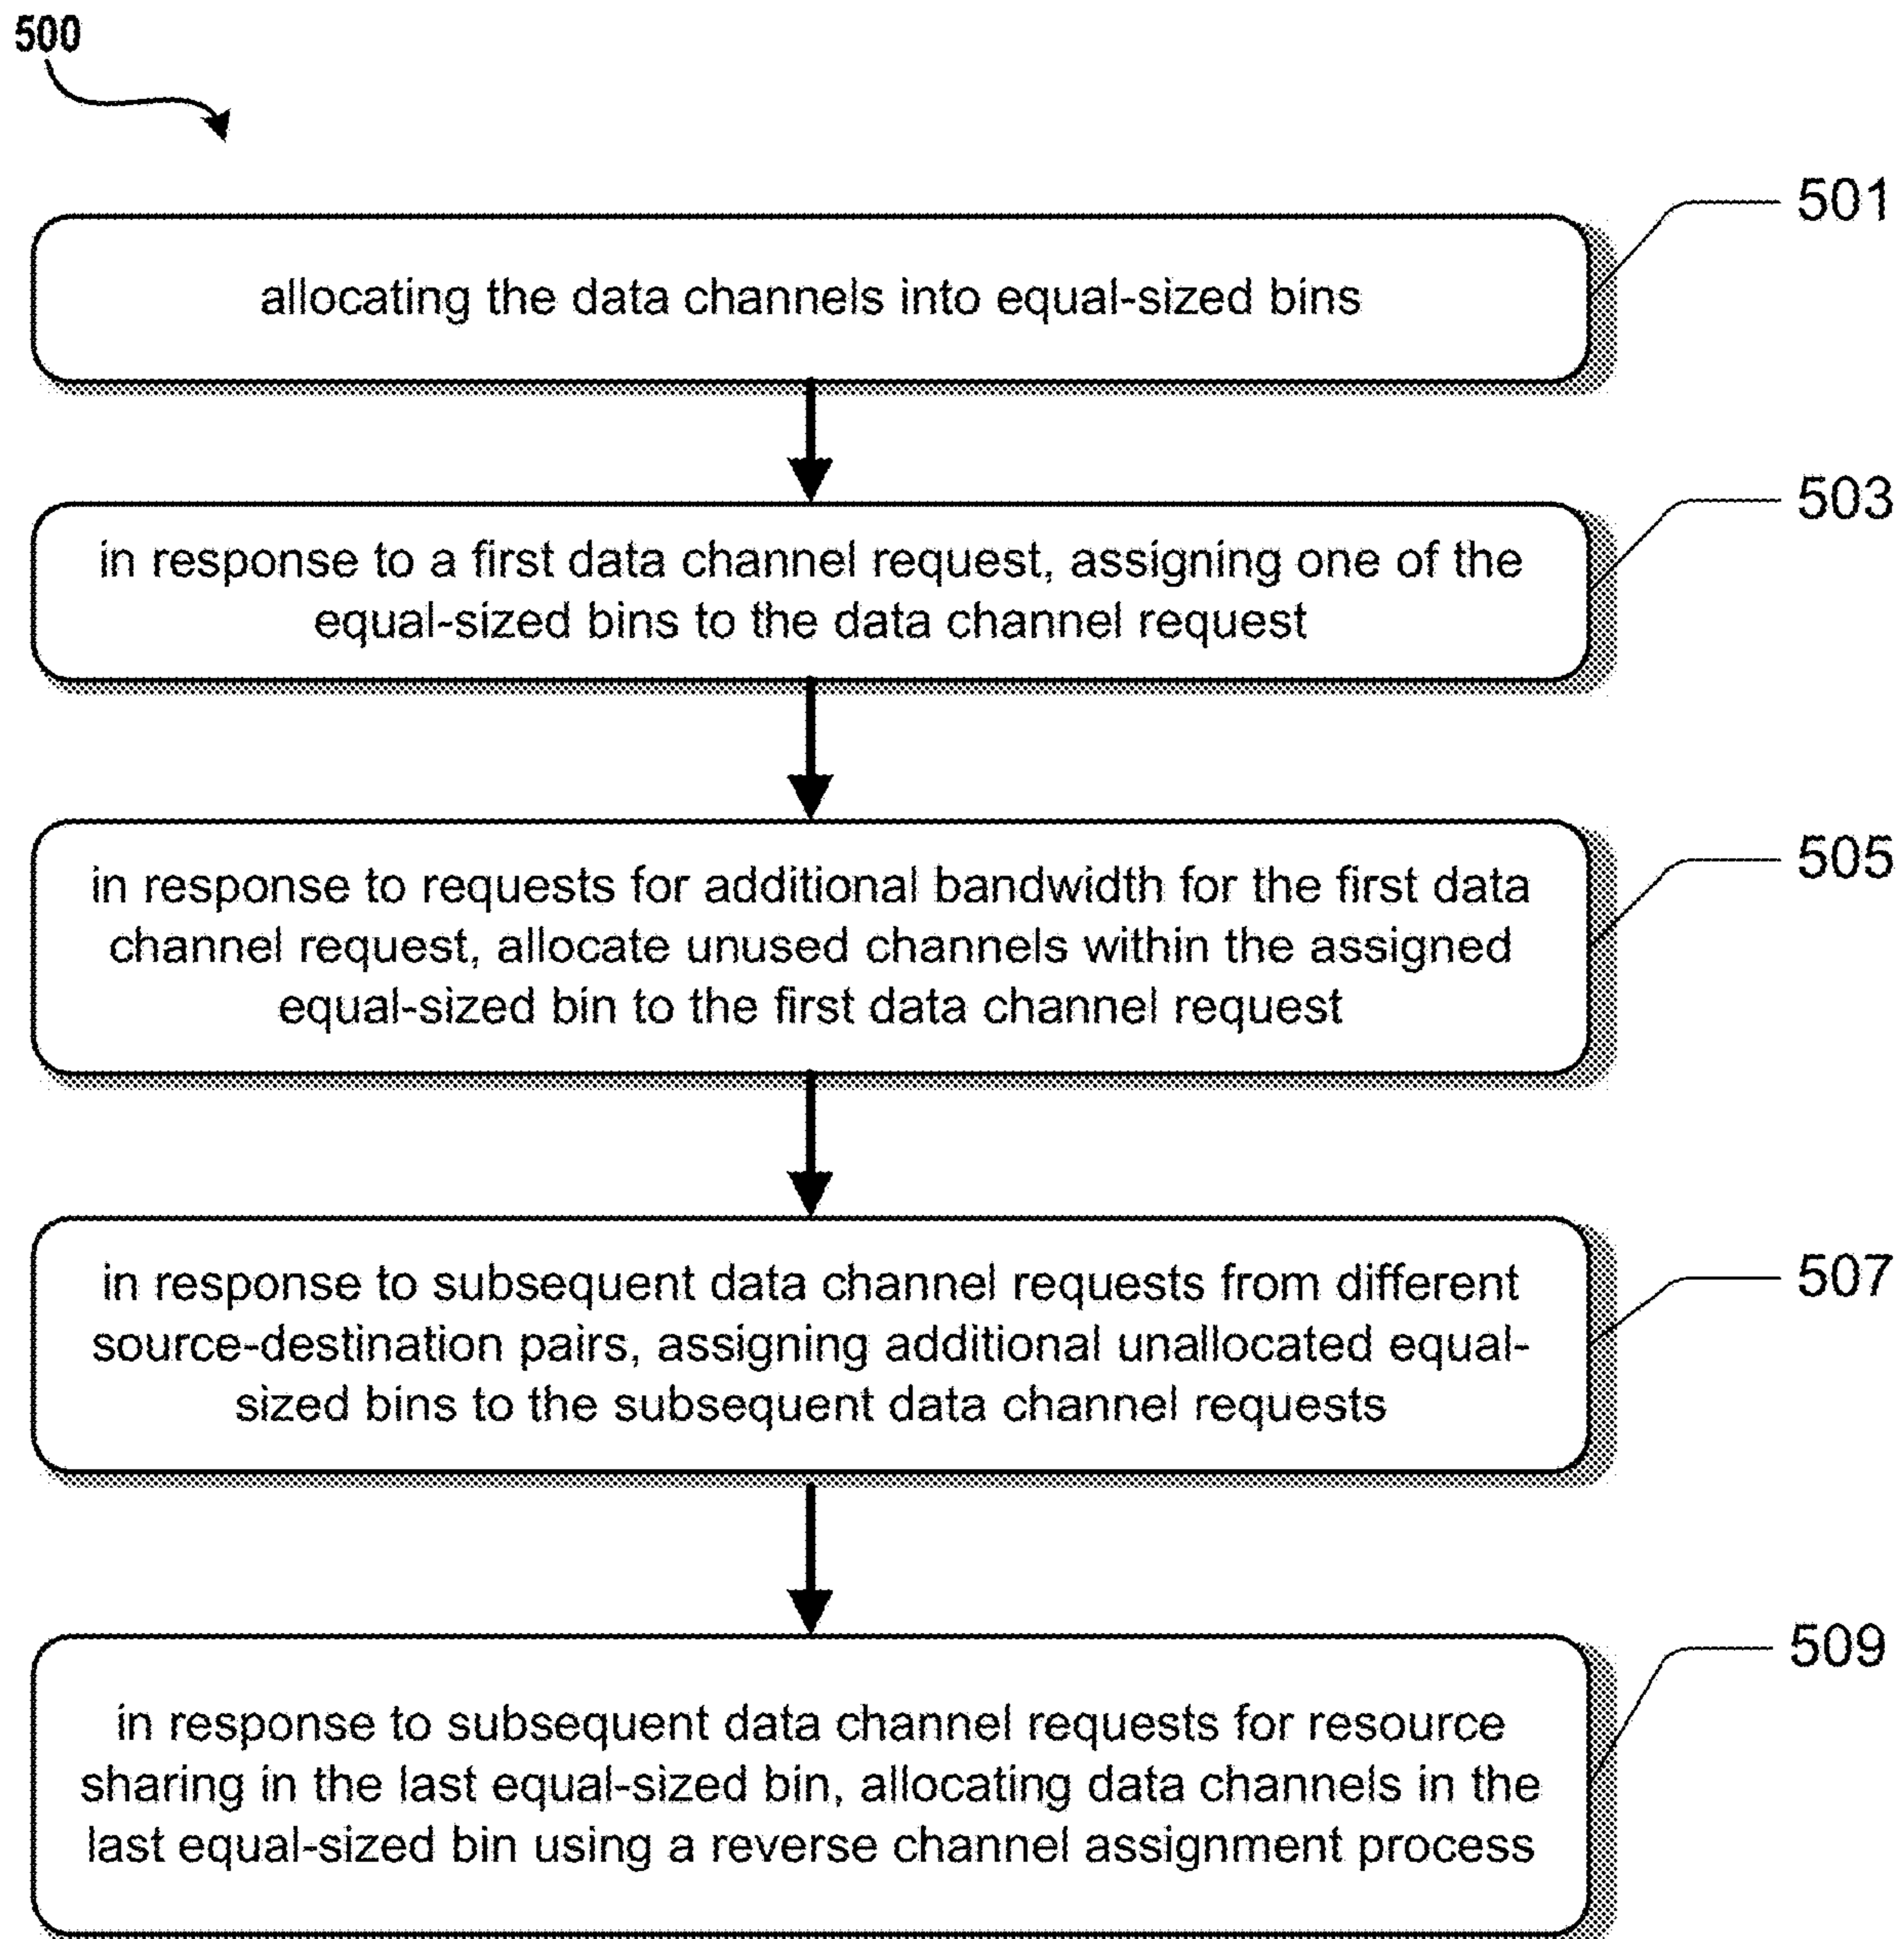 500
501
allocating the data channels into equal-sized bins
503
in response to a first data channel request, assigning one of the
equal-sized bins to the data channel request
505
in response to requests for additional bandwidth for the first data
channel request, allocate unused channels within the assigned
equal-sized bin to the first data channel request
507
in response to subsequent data channel requests from different
source-destination pairs, assigning additional unallocated equal-
sized bins to the subsequent data channel requests
509
in response to subsequent data channel requests for resource
sharing in the last equal-sized bin, allocating data channels in the
last equal-sized bin using a reverse channel assignment process